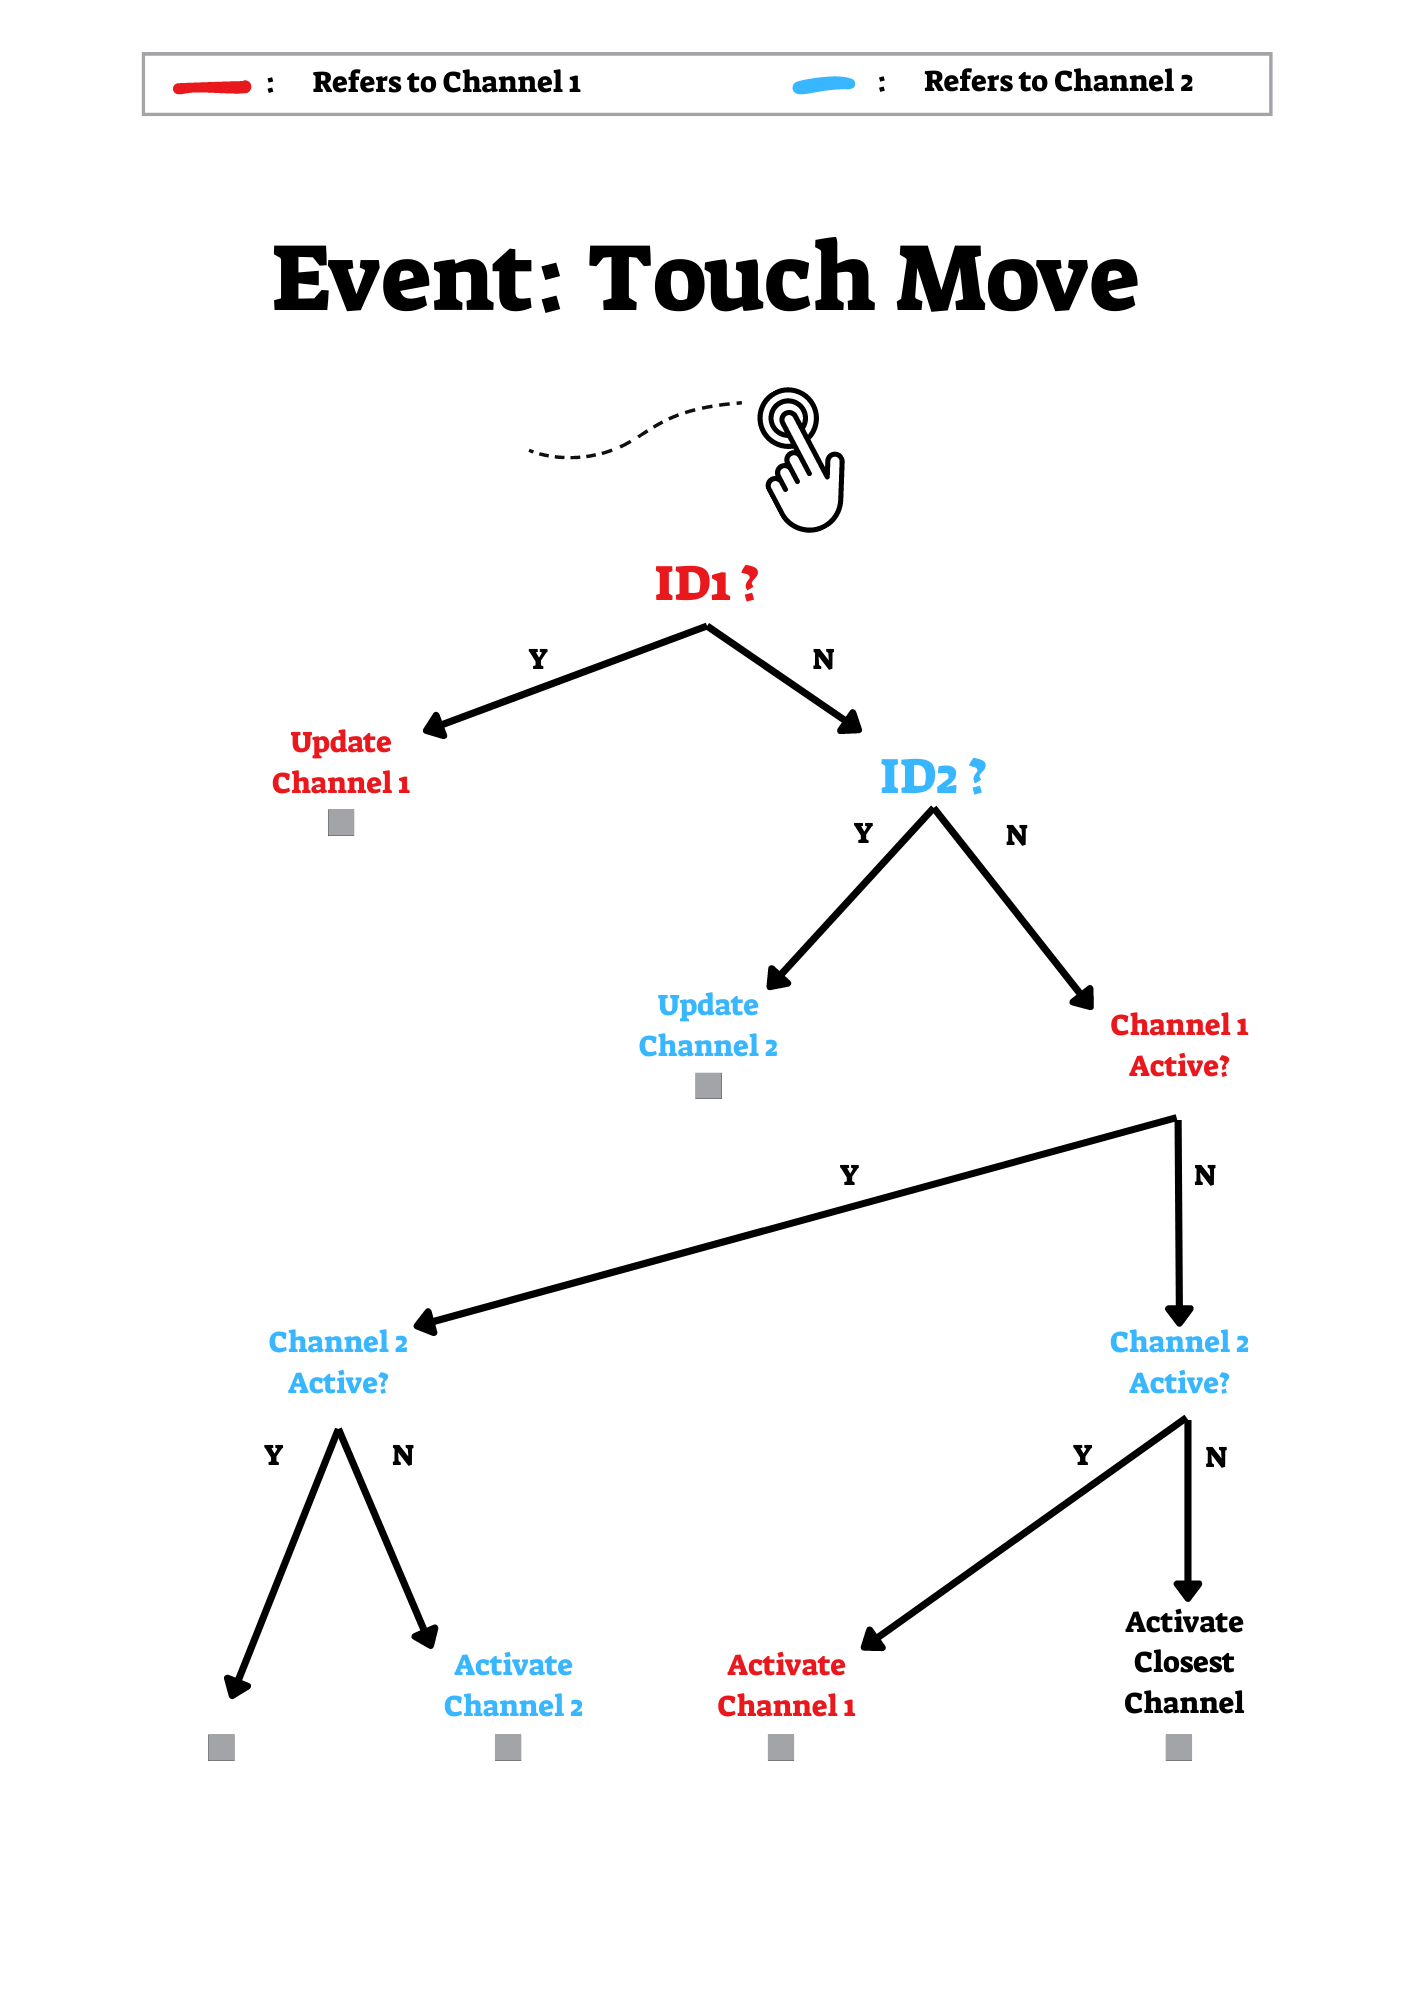 : Refers to Channel 1
: Refers to Channel 2
Event: Touch Move
ID1 ?
Y
N
Update
Channel 1
ID2 ?
Y
N
Update
Channel 2
Channel 1
Active?
Y
N
Channel 2
Active?
Channel 2
Active?
Y
N
Y
N
Activate
Channel 2
Activate
Channel 1
Activate
Closest
Channel